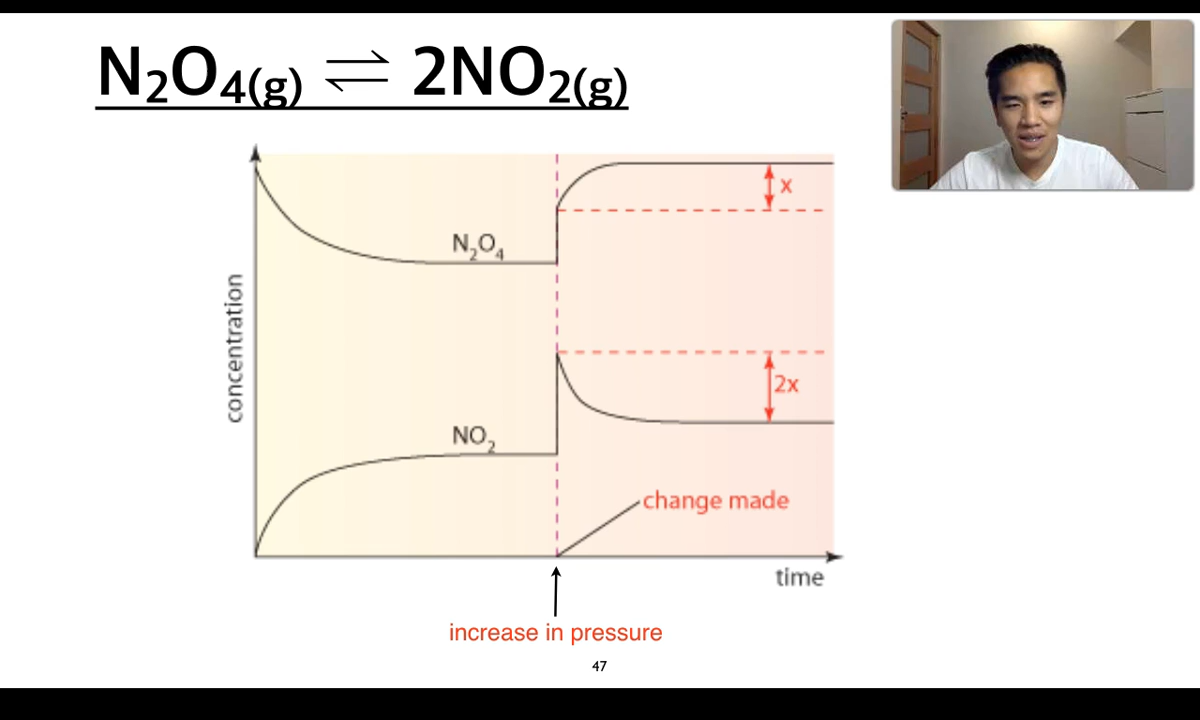 N₂O₄(g) ⇌ 2NO₂(g)
x
N₂O₄
concentration
2x
NO₂
change made
time
increase in pressure
47